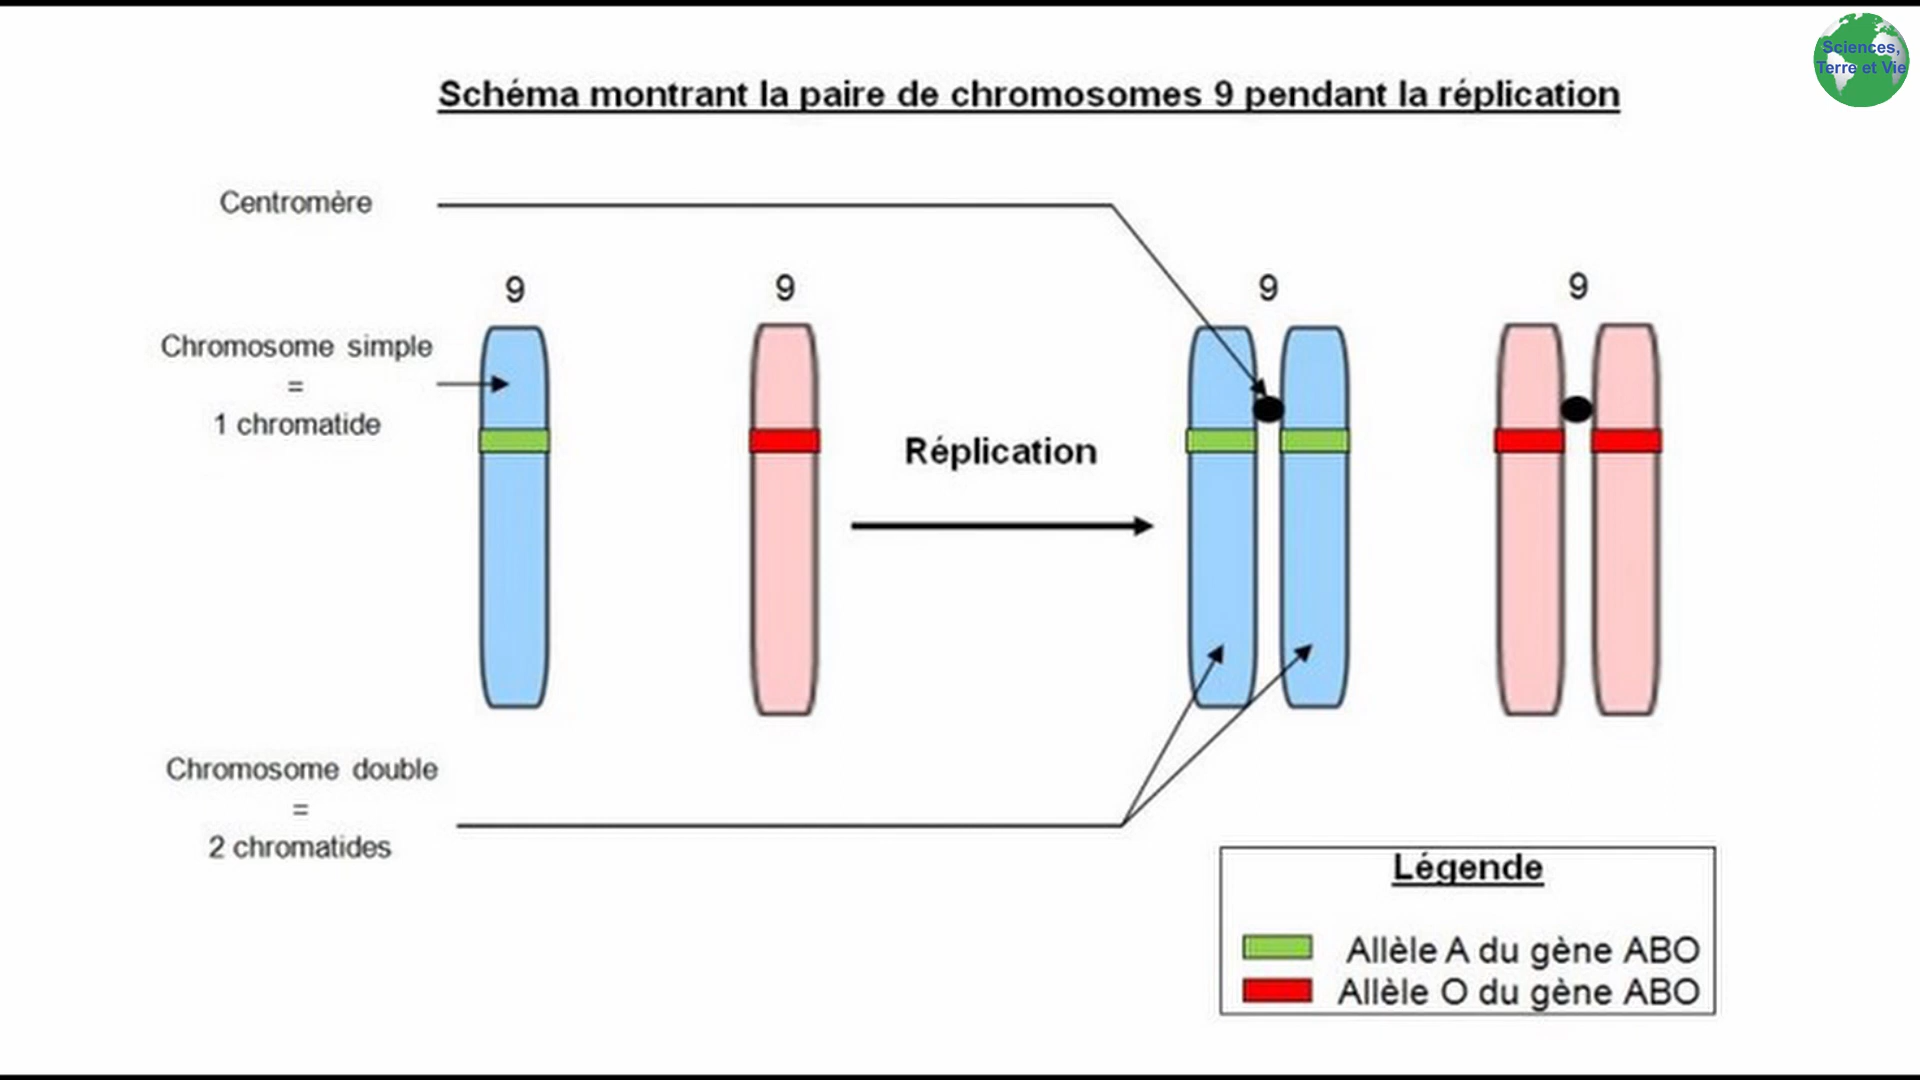 Sciences,
Terre et Vie
Schéma montrant la paire de chromosomes 9 pendant la réplication
Centromère
9
9
9
9
Chromosome simple
=
1 chromatide
Réplication
Chromosome double
=
2 chromatides
Légende
Allèle A du gène ABO
Allèle O du gène ABO